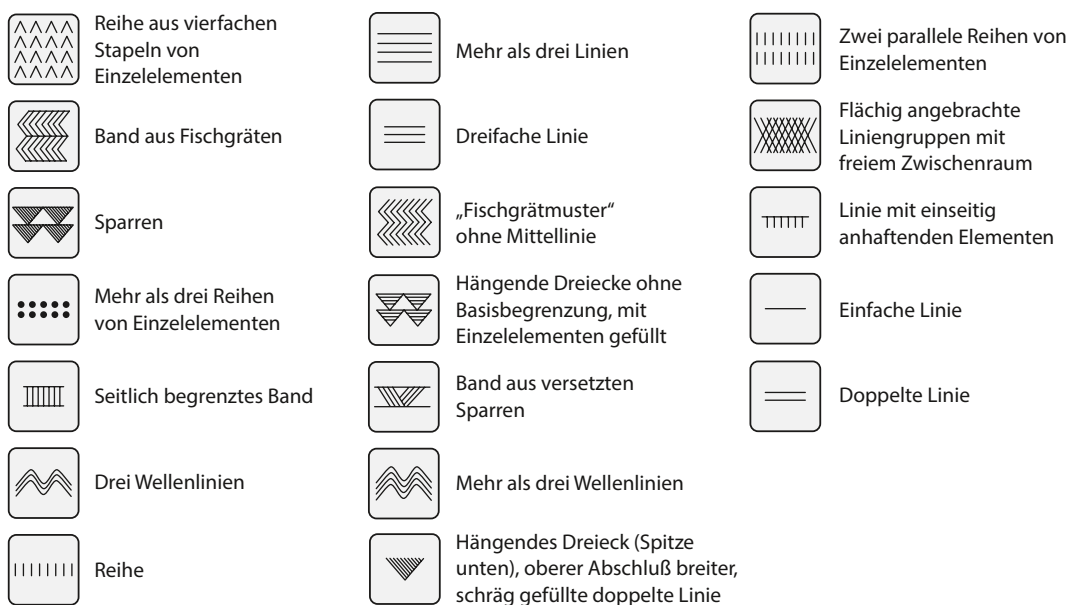 Reihe aus vierfachen
Stapeln von
Einzelelementen
Band aus Fischgräten
Sparren
Mehr als drei Reihen
von Einzelelementen
Seitlich begrenztes Band
Drei Wellenlinien
Reihe
Mehr als drei Linien
Dreifache Linie
„Fischgrätmuster“
ohne Mittellinie
Hängende Dreiecke ohne
Basisbegrenzung, mit
Einzelelementen gefüllt
Band aus versetzten
Sparren
Mehr als drei Wellenlinien
Hängendes Dreieck (Spitze
unten), oberer Abschluß breiter,
schräg gefüllte doppelte Linie
Zwei parallele Reihen von
Einzelelementen
Flächig angebrachte
Liniengruppen mit
freiem Zwischenraum
Linie mit einseitig
anhaftenden Elementen
Einfache Linie
Doppelte Linie